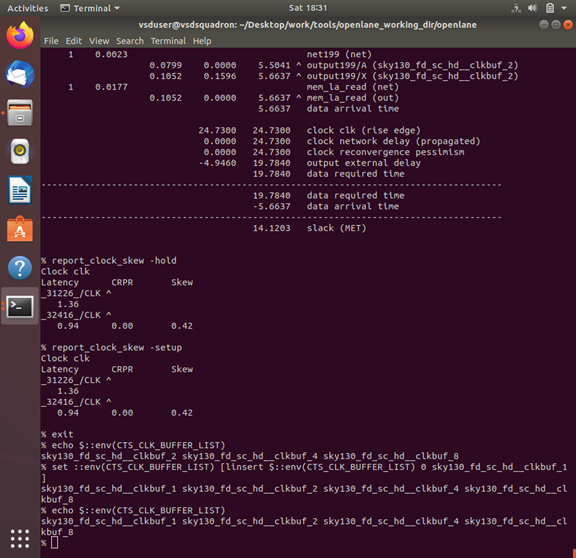 Activities Terminal Sat 18:31
vsduser@vsdsquadron: ~/Desktop/work/tools/openlane_working_dir/openlane
File Edit View Search Terminal Help
1 0.0023 net199 (net)
0.0799 0.0000 5.5041 ^ output199/A (sky130_fd_sc_hd__clkbuf_2)
0.1052 0.1596 5.6637 ^ output199/X (sky130_fd_sc_hd__clkbuf_2)
1 0.0177 mem_la_read (net)
0.1052 0.0000 5.6637 ^ mem_la_read (out)
5.6637 data arrival time
24.7300 24.7300 clock clk (rise edge)
0.0000 24.7300 clock network delay (propagated)
0.0000 24.7300 clock reconvergence pessimism
-4.9460 19.7840 output external delay
19.7840 data required time
---------------------------------------------------------------------------------
19.7840 data required time
-5.6637 data arrival time
---------------------------------------------------------------------------------
14.1203 slack (MET)
% report_clock_skew -hold
Clock clk
Latency CRPR Skew
_31226_/CLK ^
1.36
_32416_/CLK ^
0.94 0.00 0.42
% report_clock_skew -setup
Clock clk
Latency CRPR Skew
_31226_/CLK ^
1.36
_32416_/CLK ^
0.94 0.00 0.42
% exit
% echo $::env(CTS_CLK_BUFFER_LIST)
sky130_fd_sc_hd__clkbuf_2 sky130_fd_sc_hd__clkbuf_4 sky130_fd_sc_hd__clkbuf_8
% set ::env(CTS_CLK_BUFFER_LIST) [linsert $::env(CTS_CLK_BUFFER_LIST) 0 sky130_fd_sc_hd__clkbuf_1
]
sky130_fd_sc_hd__clkbuf_1 sky130_fd_sc_hd__clkbuf_2 sky130_fd_sc_hd__clkbuf_4 sky130_fd_sc_hd__cl
kbuf_8
% echo $::env(CTS_CLK_BUFFER_LIST)
sky130_fd_sc_hd__clkbuf_1 sky130_fd_sc_hd__clkbuf_2 sky130_fd_sc_hd__clkbuf_4 sky130_fd_sc_hd__cl
kbuf_8
%